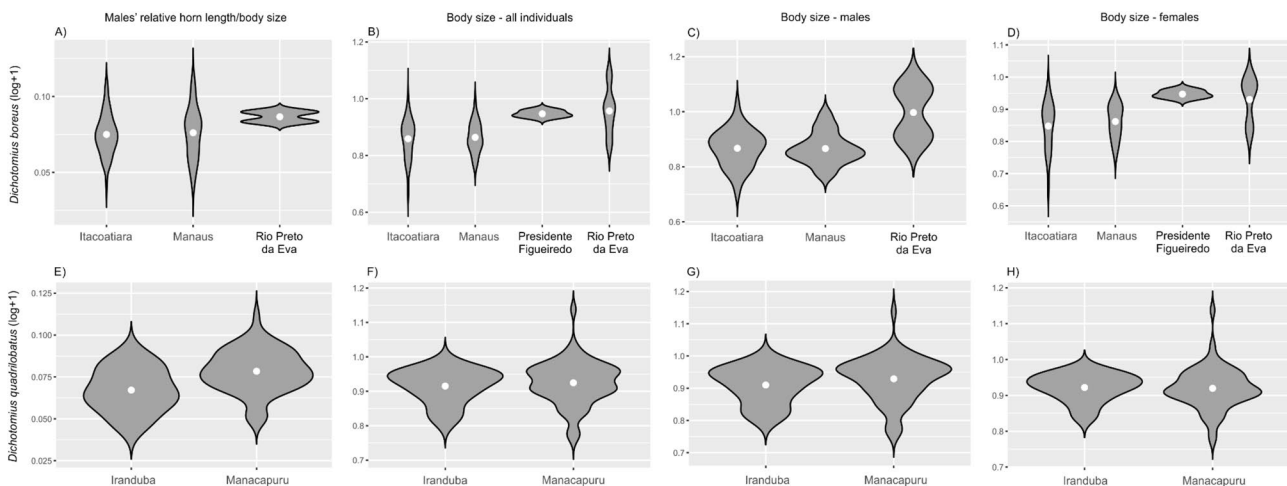 Males' relative horn length/body size
Body size - all individuals
Body size - males
Body size - females
Dichotomius boreus (log+1)
A)
0.10
0.05
Itacoatiara
Manaus
Rio Preto
da Eva
B)
1.2
1.0
0.8
0.6
Itacoatiara
Manaus
Presidente
Figueiredo
Rio Preto
da Eva
C)
1.2
1.0
0.8
0.6
Itacoatiara
Manaus
Rio Preto
da Eva
D)
1.1
1.0
0.9
0.8
0.7
0.6
Itacoatiara
Manaus
Presidente
Figueiredo
Rio Preto
da Eva
Dichotomius quadrilobatus (log+1)
E)
0.125
0.100
0.075
0.050
0.025
Iranduba
Manacapuru
F)
1.2
1.1
1.0
0.9
0.8
0.7
Iranduba
Manacapuru
G)
1.2
1.1
1.0
0.9
0.8
0.7
Iranduba
Manacapuru
H)
1.2
1.1
1.0
0.9
0.8
0.7
Iranduba
Manacapuru